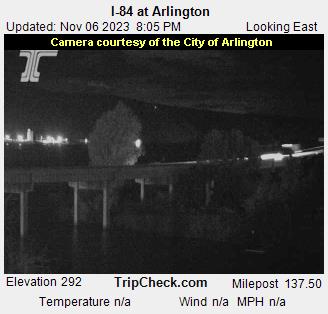 I-84 at Arlington
Updated: Nov 06 2023 8:05 PM Looking East
Camera courtesy of the City of Arlington
Elevation 292 TripCheck.com Milepost 137.50
Temperature n/a Wind n/a MPH n/a